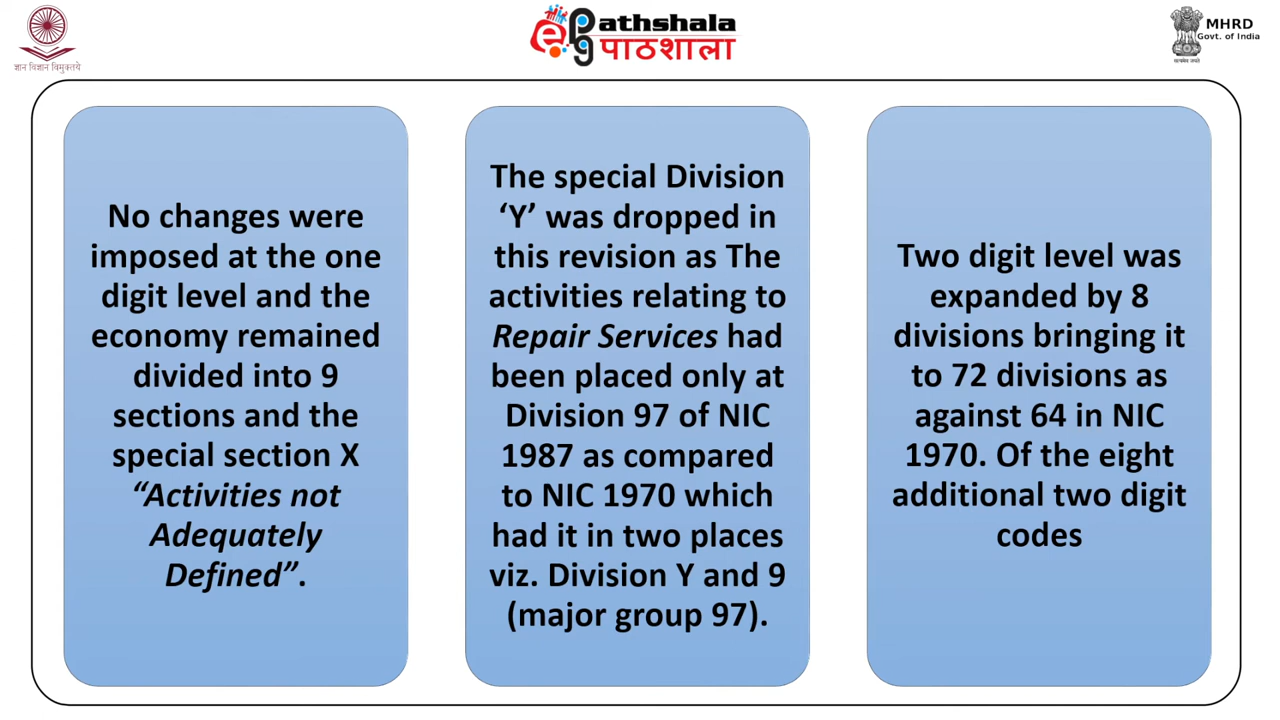 ज्ञान विज्ञान विमुक्तये
epg Pathshala
पाठशाला
MHRD
Govt. of India
सत्यमेव जयते
No changes were
imposed at the one
digit level and the
economy remained
divided into 9
sections and the
special section X
“Activities not
Adequately
Defined”.
The special Division
‘Y’ was dropped in
this revision as The
activities relating to
Repair Services had
been placed only at
Division 97 of NIC
1987 as compared
to NIC 1970 which
had it in two places
viz. Division Y and 9
(major group 97).
Two digit level was
expanded by 8
divisions bringing it
to 72 divisions as
against 64 in NIC
1970. Of the eight
additional two digit
codes